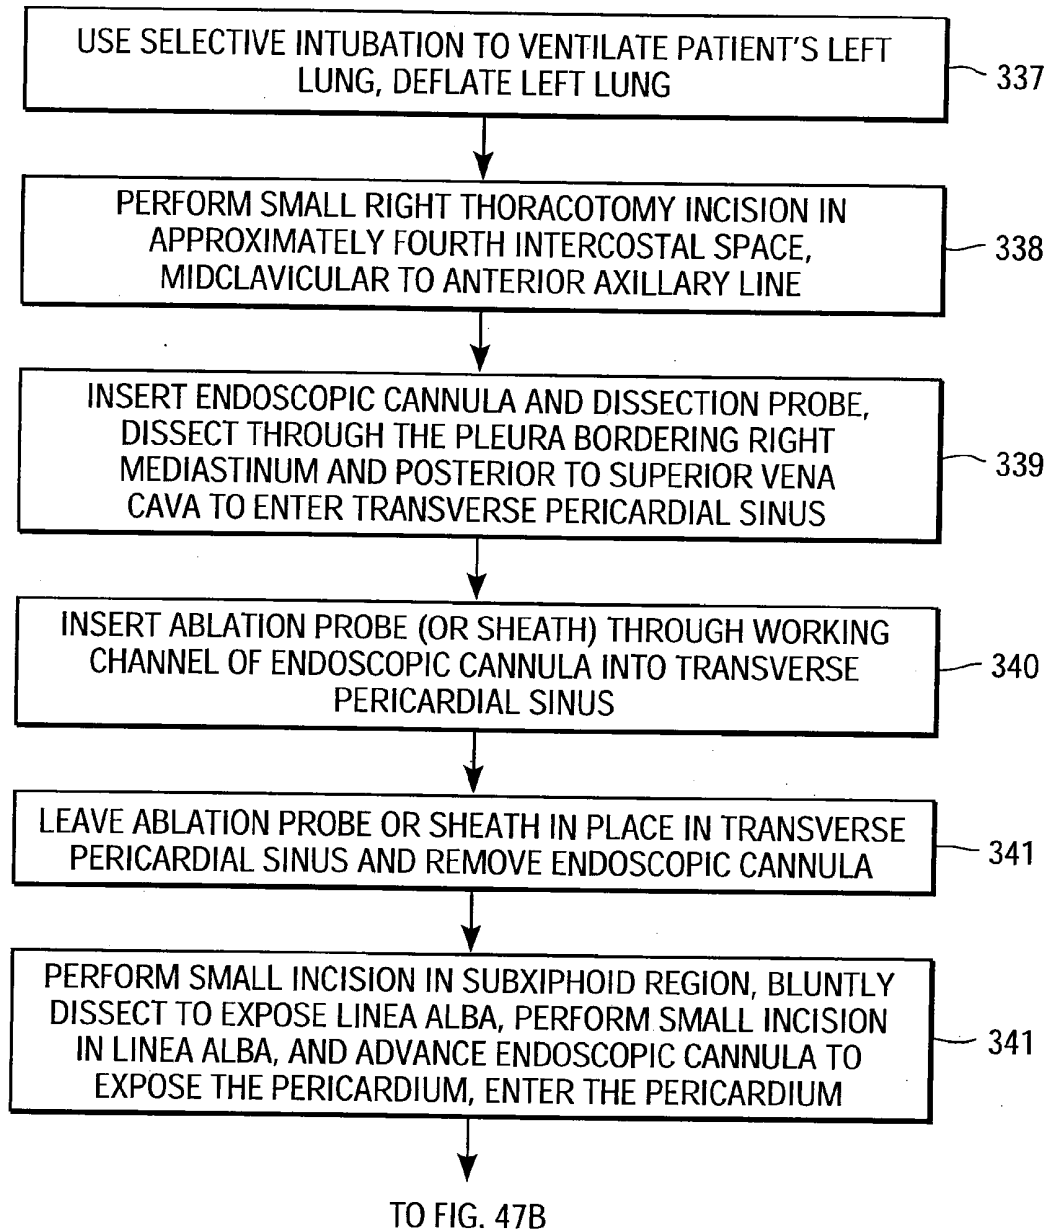 USE SELECTIVE INTUBATION TO VENTILATE PATIENT'S LEFT
LUNG, DEFLATE LEFT LUNG
337
PERFORM SMALL RIGHT THORACOTOMY INCISION IN
APPROXIMATELY FOURTH INTERCOSTAL SPACE,
MIDCLAVICULAR TO ANTERIOR AXILLARY LINE
338
INSERT ENDOSCOPIC CANNULA AND DISSECTION PROBE,
DISSECT THROUGH THE PLEURA BORDERING RIGHT
MEDIASTINUM AND POSTERIOR TO SUPERIOR VENA
CAVA TO ENTER TRANSVERSE PERICARDIAL SINUS
339
INSERT ABLATION PROBE (OR SHEATH) THROUGH WORKING
CHANNEL OF ENDOSCOPIC CANNULA INTO TRANSVERSE
PERICARDIAL SINUS
340
LEAVE ABLATION PROBE OR SHEATH IN PLACE IN TRANSVERSE
PERICARDIAL SINUS AND REMOVE ENDOSCOPIC CANNULA
341
PERFORM SMALL INCISION IN SUBXIPHOID REGION, BLUNTLY
DISSECT TO EXPOSE LINEA ALBA, PERFORM SMALL INCISION
IN LINEA ALBA, AND ADVANCE ENDOSCOPIC CANNULA TO
EXPOSE THE PERICARDIUM, ENTER THE PERICARDIUM
341
TO FIG. 47B